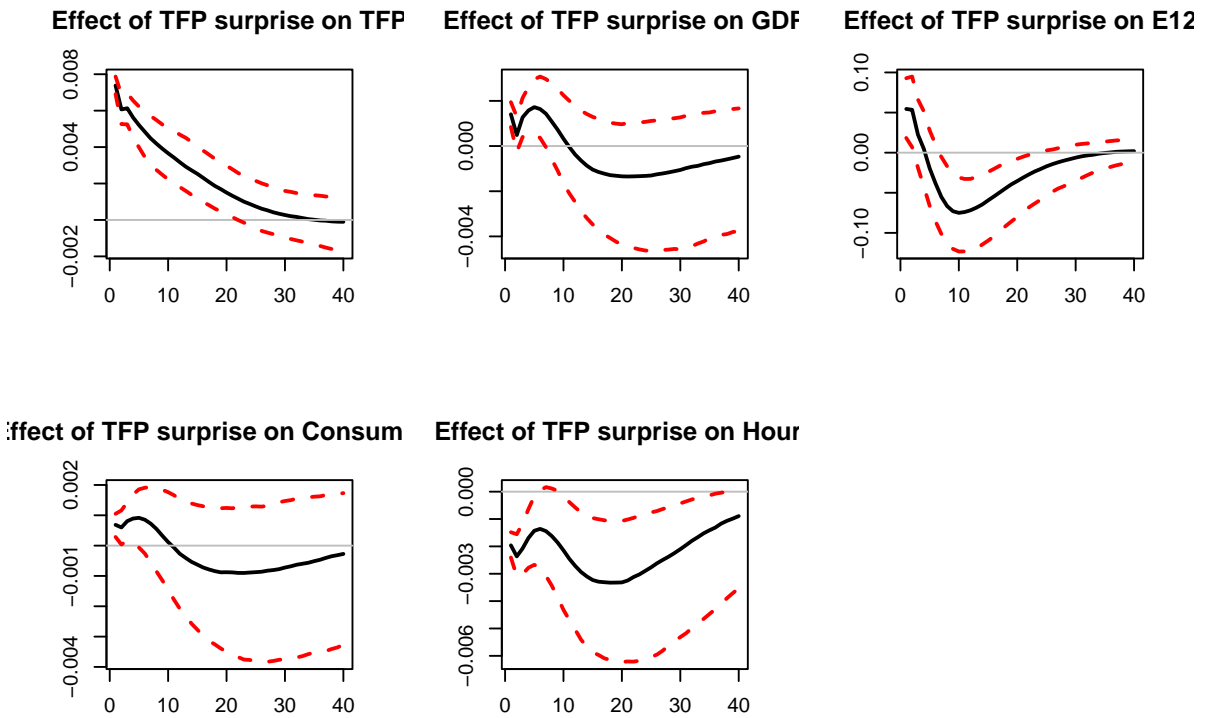 Effect of TFP surprise on TFP
Effect of TFP surprise on GDF
Effect of TFP surprise on E12
0.008
0.004
−0.002
0 10 20 30 40
0.000
−0.004
0 10 20 30 40
0.10
0.00
−0.10
0 10 20 30 40
Effect of TFP surprise on Consum
Effect of TFP surprise on Hour
0.002
−0.001
−0.004
0 10 20 30 40
0.000
−0.003
−0.006
0 10 20 30 40